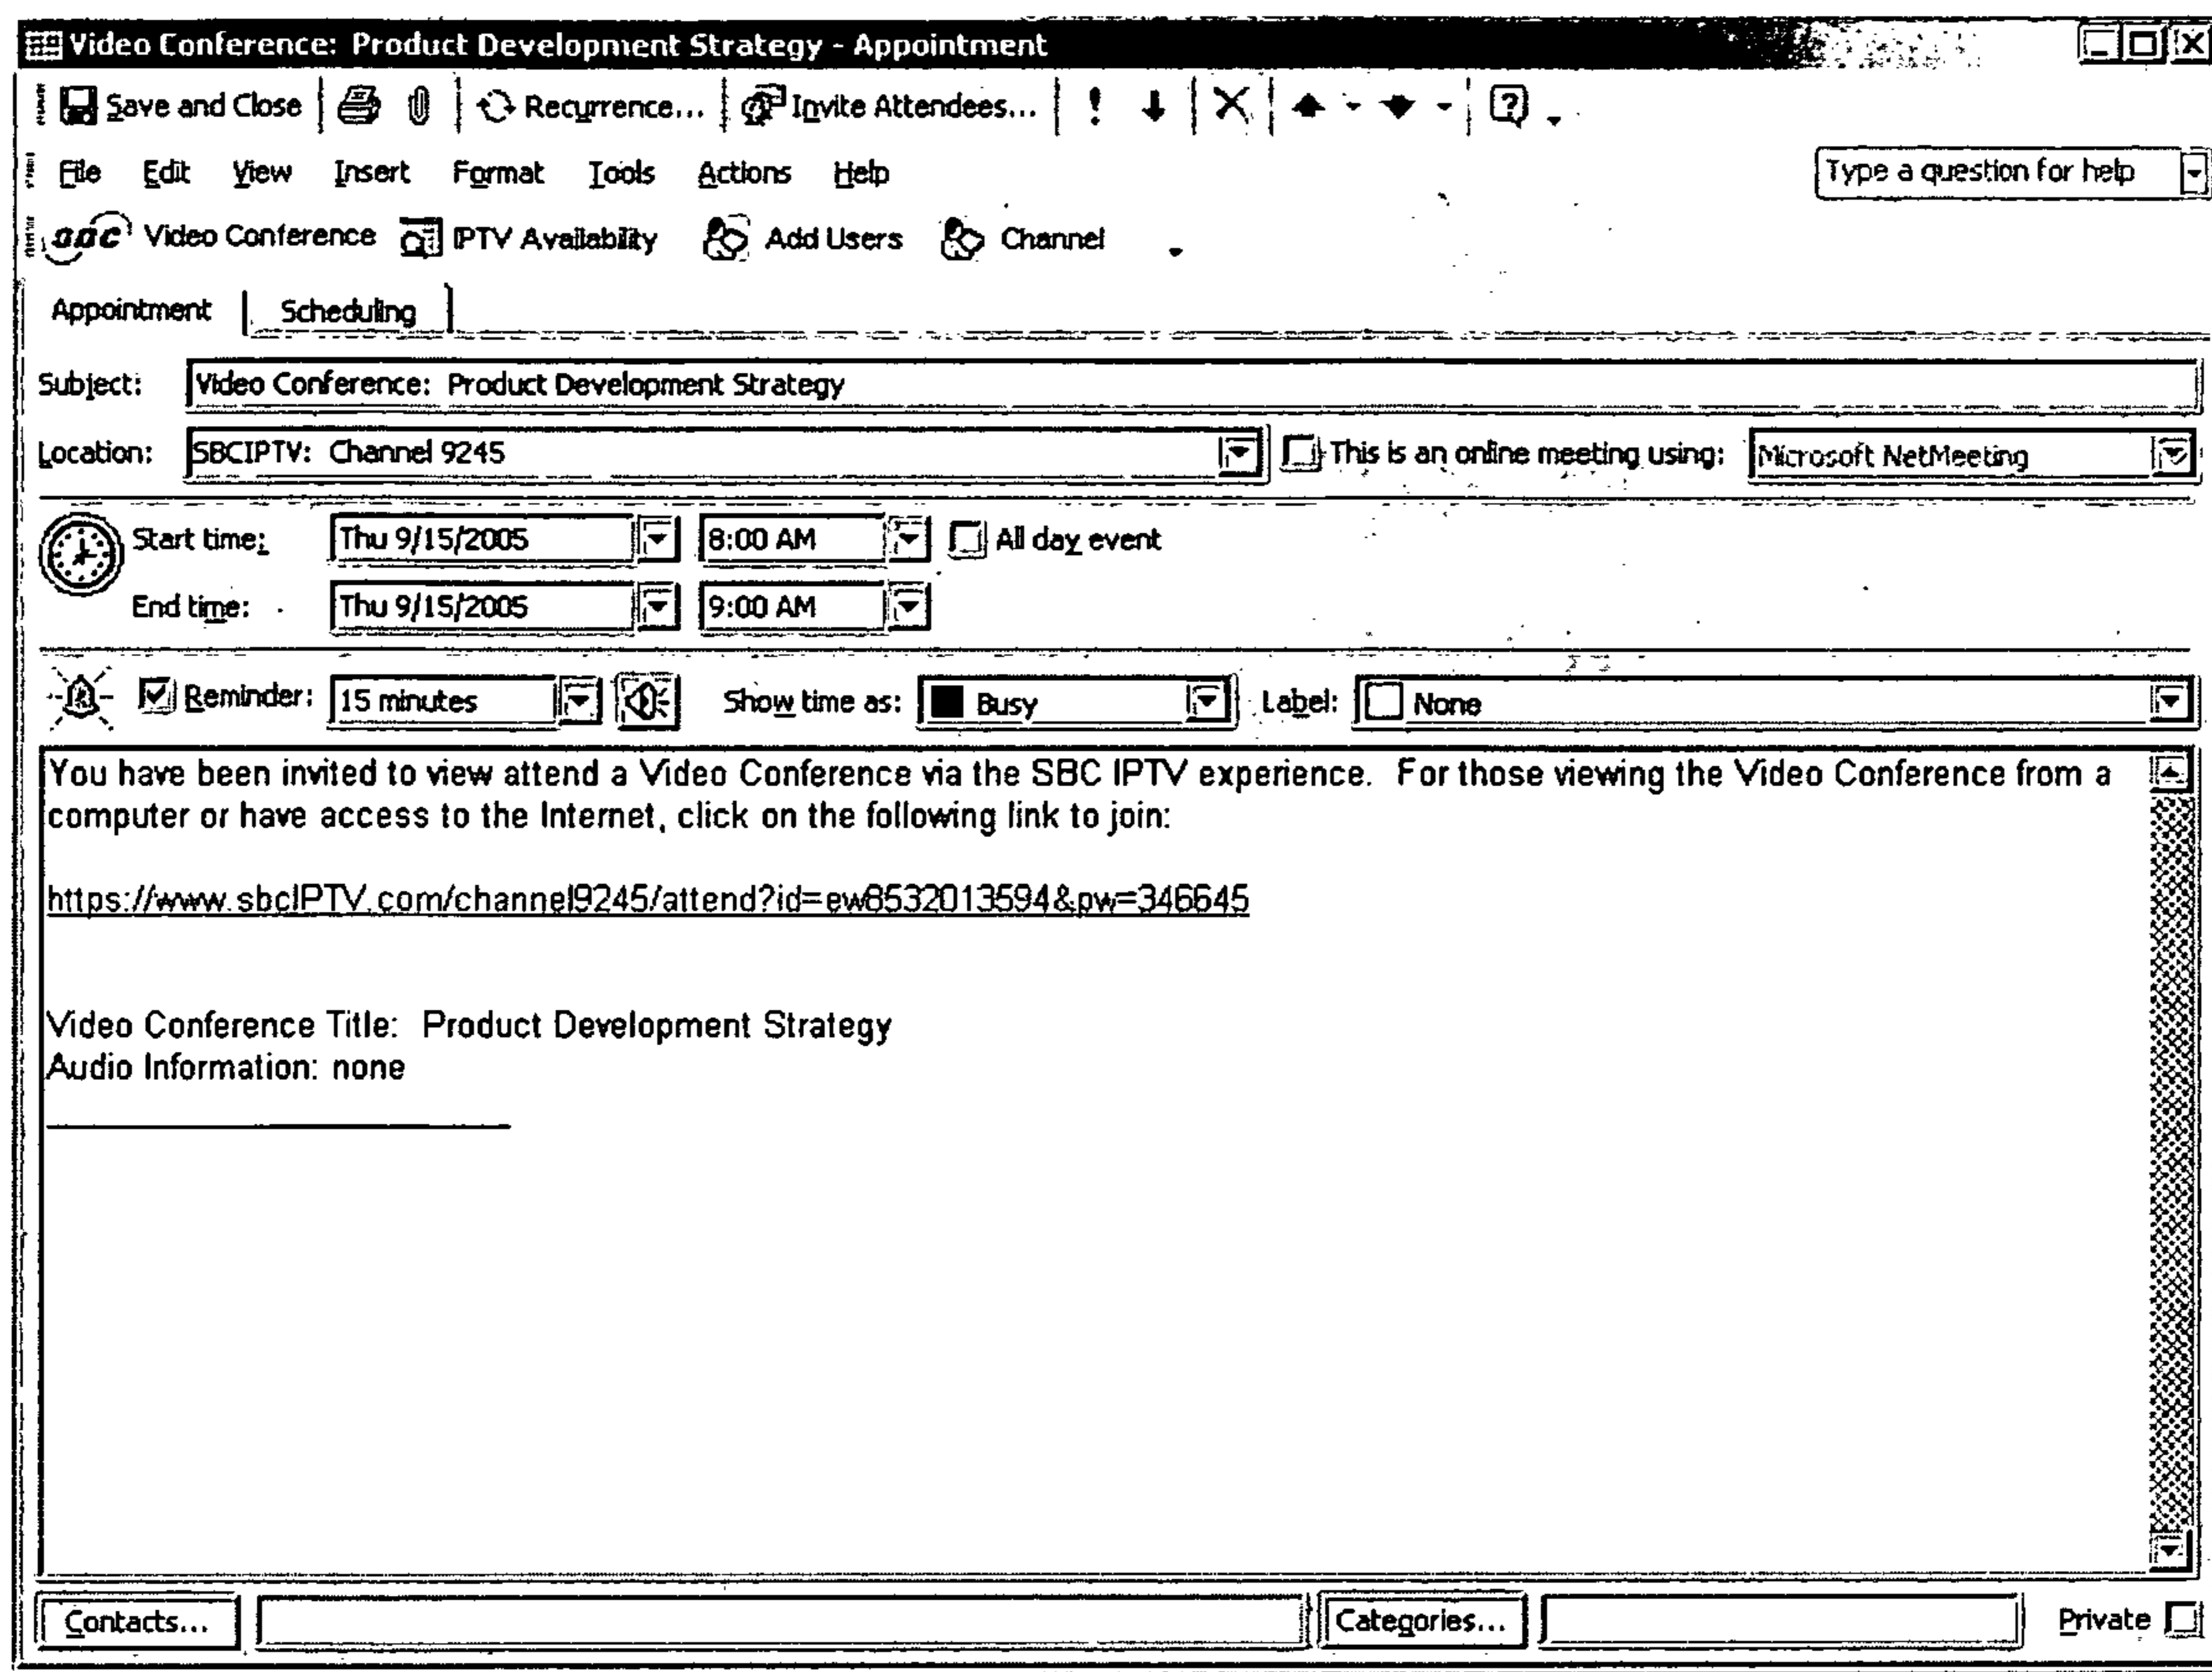 Video Conference: Product Development Strategy - Appointment
Save and Close Recurrence... Invite Attendees...
File Edit View Insert Format Tools Actions Help Type a question for help
Video Conference IPTV Availability Add Users Channel
Appointment Scheduling
Subject: Video Conference: Product Development Strategy
Location: SBCIPTV: Channel 9245 This is an online meeting using: Microsoft NetMeeting
Start time: Thu 9/15/2005 8:00 AM All day event
End time: Thu 9/15/2005 9:00 AM
Reminder: 15 minutes Show time as: Busy Label: None
You have been invited to view attend a Video Conference via the SBC IPTV experience. For those viewing the Video Conference from a
computer or have access to the Internet, click on the following link to join:
https://www.sbcIPTV.com/channel9245/attend?id=ew8532013594&pw=346645
Video Conference Title: Product Development Strategy
Audio Information: none
Contacts... Categories... Private